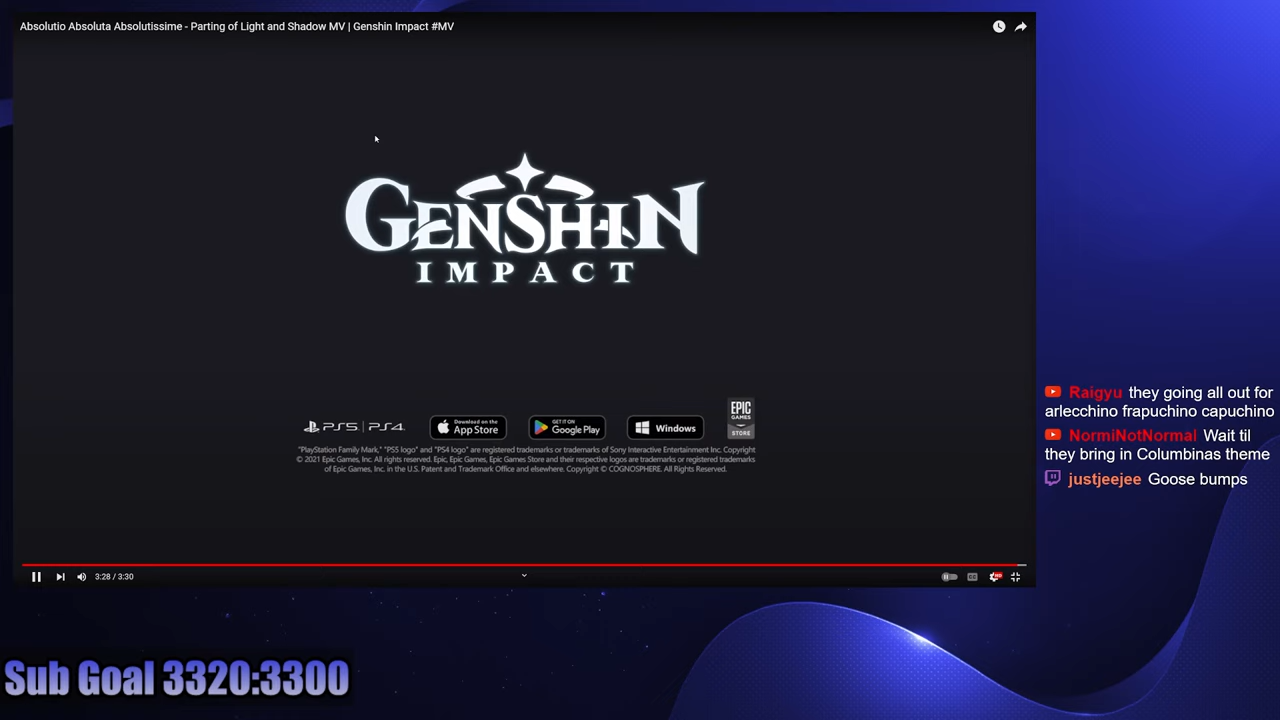 Absolutio Absoluta Absolutissime - Parting of Light and Shadow MV | Genshin Impact #MV
GENSHIN
IMPACT
PS5 | PS4
Download on the
App Store
GET IT ON
Google Play
Windows
EPIC
GAMES
STORE
"PlayStation Family Mark," "PS5 logo" and "PS4 logo" are registered trademarks or trademarks of Sony Interactive Entertainment Inc. Copyright
© 2021 Epic Games, Inc. All rights reserved. Epic, Epic Games, Epic Games Store and their respective logos are trademarks or registered trademarks
of Epic Games, Inc. in the U.S. Patent and Trademark Office and elsewhere. Copyright © COGNOSPHERE. All Rights Reserved.
3:28 / 3:30
CC
HD
Raigyu they going all out for
arlecchino frapuchino capuchino
NormiNotNormal Wait til
they bring in Columbinas theme
justjeejee Goose bumps
Sub Goal 3320:3300